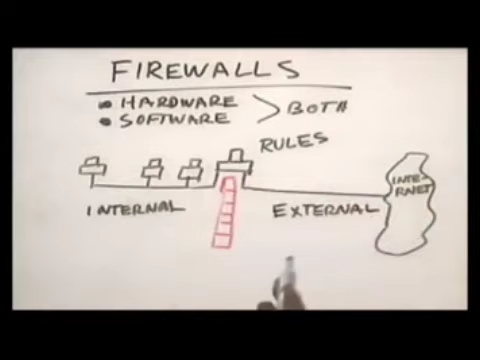 FIREWALLS
• HARDWARE
• SOFTWARE
> BOTH
RULES
INTERNAL
EXTERNAL
INTE-
RNET